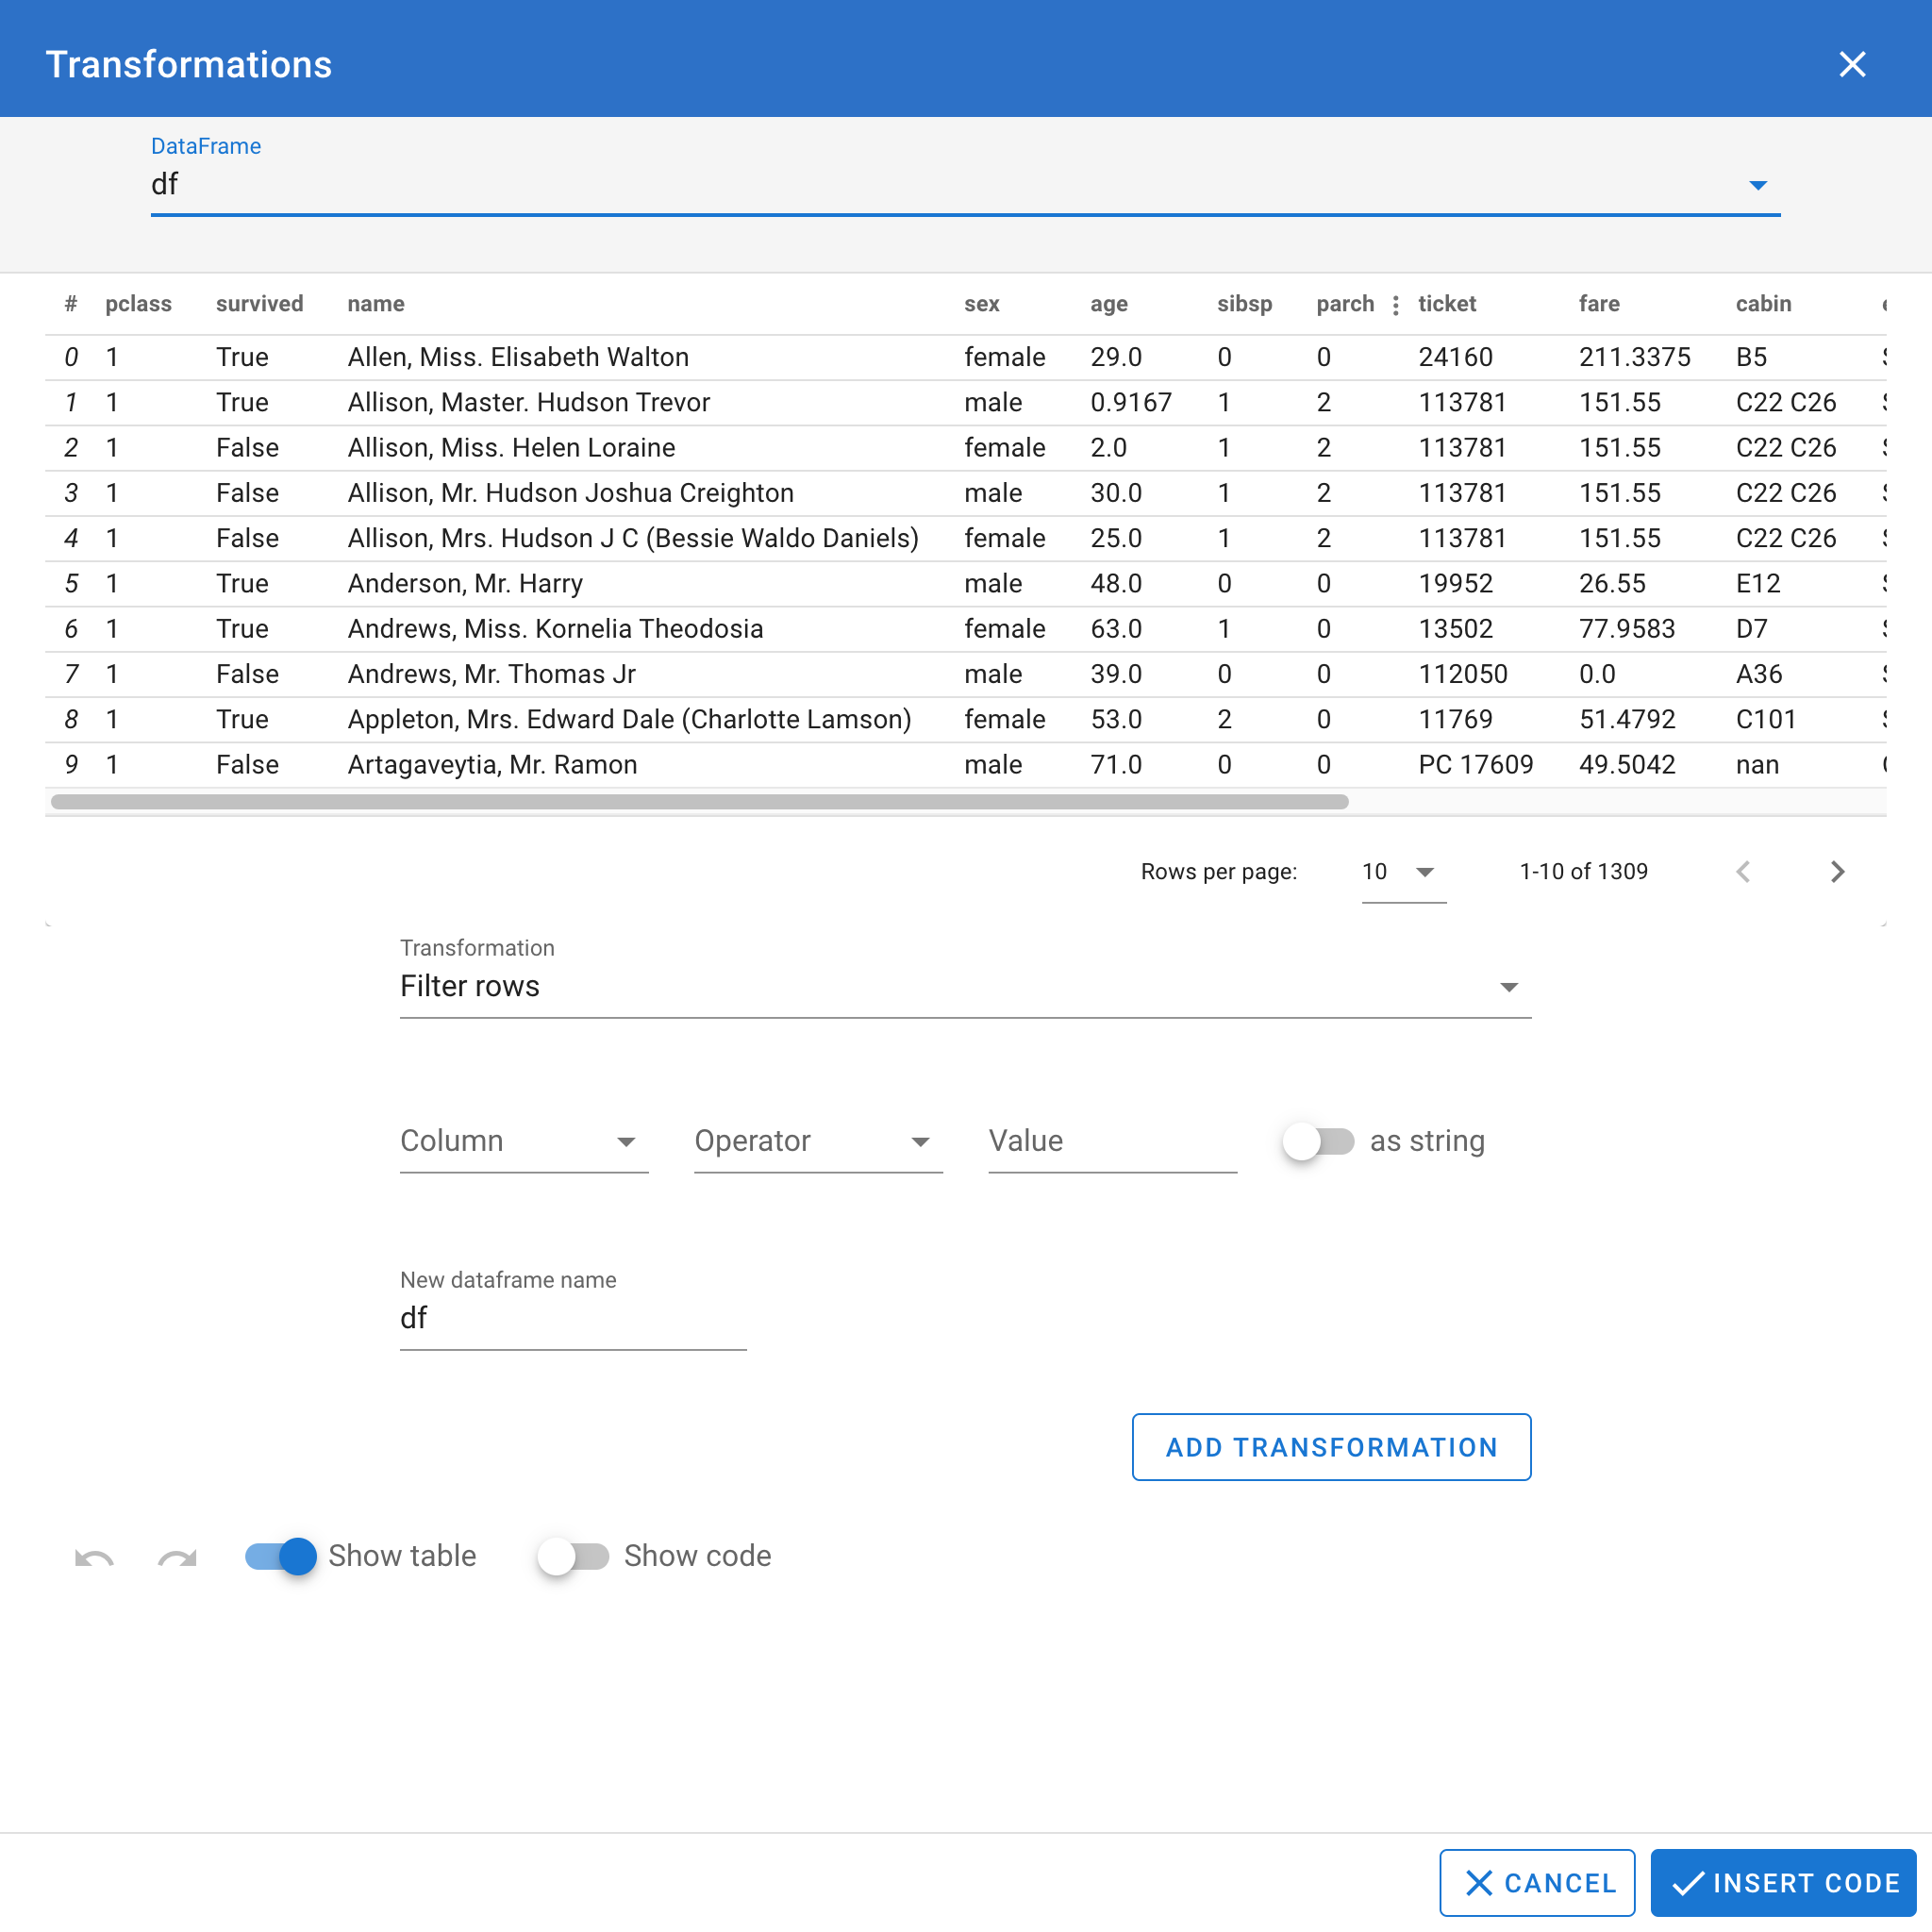 Transformations
DataFrame
df
# pclass survived name sex age sibsp parch ticket fare cabin
0 1 True Allen, Miss. Elisabeth Walton female 29.0 0 0 24160 211.3375 B5
1 1 True Allison, Master. Hudson Trevor male 0.9167 1 2 113781 151.55 C22 C26
2 1 False Allison, Miss. Helen Loraine female 2.0 1 2 113781 151.55 C22 C26
3 1 False Allison, Mr. Hudson Joshua Creighton male 30.0 1 2 113781 151.55 C22 C26
4 1 False Allison, Mrs. Hudson J C (Bessie Waldo Daniels) female 25.0 1 2 113781 151.55 C22 C26
5 1 True Anderson, Mr. Harry male 48.0 0 0 19952 26.55 E12
6 1 True Andrews, Miss. Kornelia Theodosia female 63.0 1 0 13502 77.9583 D7
7 1 False Andrews, Mr. Thomas Jr male 39.0 0 0 112050 0.0 A36
8 1 True Appleton, Mrs. Edward Dale (Charlotte Lamson) female 53.0 2 0 11769 51.4792 C101
9 1 False Artagaveytia, Mr. Ramon male 71.0 0 0 PC 17609 49.5042 nan
Rows per page: 10 1-10 of 1309
Transformation
Filter rows
Column Operator Value as string
New dataframe name
df
ADD TRANSFORMATION
Show table Show code
CANCEL INSERT CODE